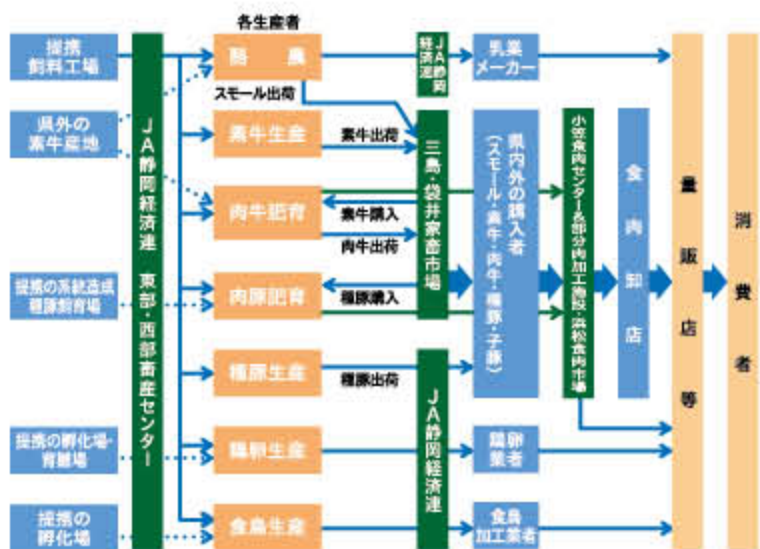 各生産者
提携
飼料工場
県外の
素牛産地
提携の系統造成
種豚飼育場
提携の孵化場・
育雛場
提携の
孵化場
JA静岡経済連 東部・西部畜産センター
酪農
スモール出荷
素牛生産
素牛出荷
肉牛肥育
素牛購入
肉牛出荷
肉豚肥育
種豚購入
種豚生産
種豚出荷
鶏卵生産
食鳥生産
JA静岡
経済連
三島・袋井家畜市場
JA静岡経済連
乳業
メーカー
県内外の購入者
(スモール・素牛・肉牛・種豚・子豚)
鶏卵
業者
食鳥
加工業者
小笠食肉センター&部分肉加工施設・浜松食肉市場
食肉卸店
量販店等
消費者